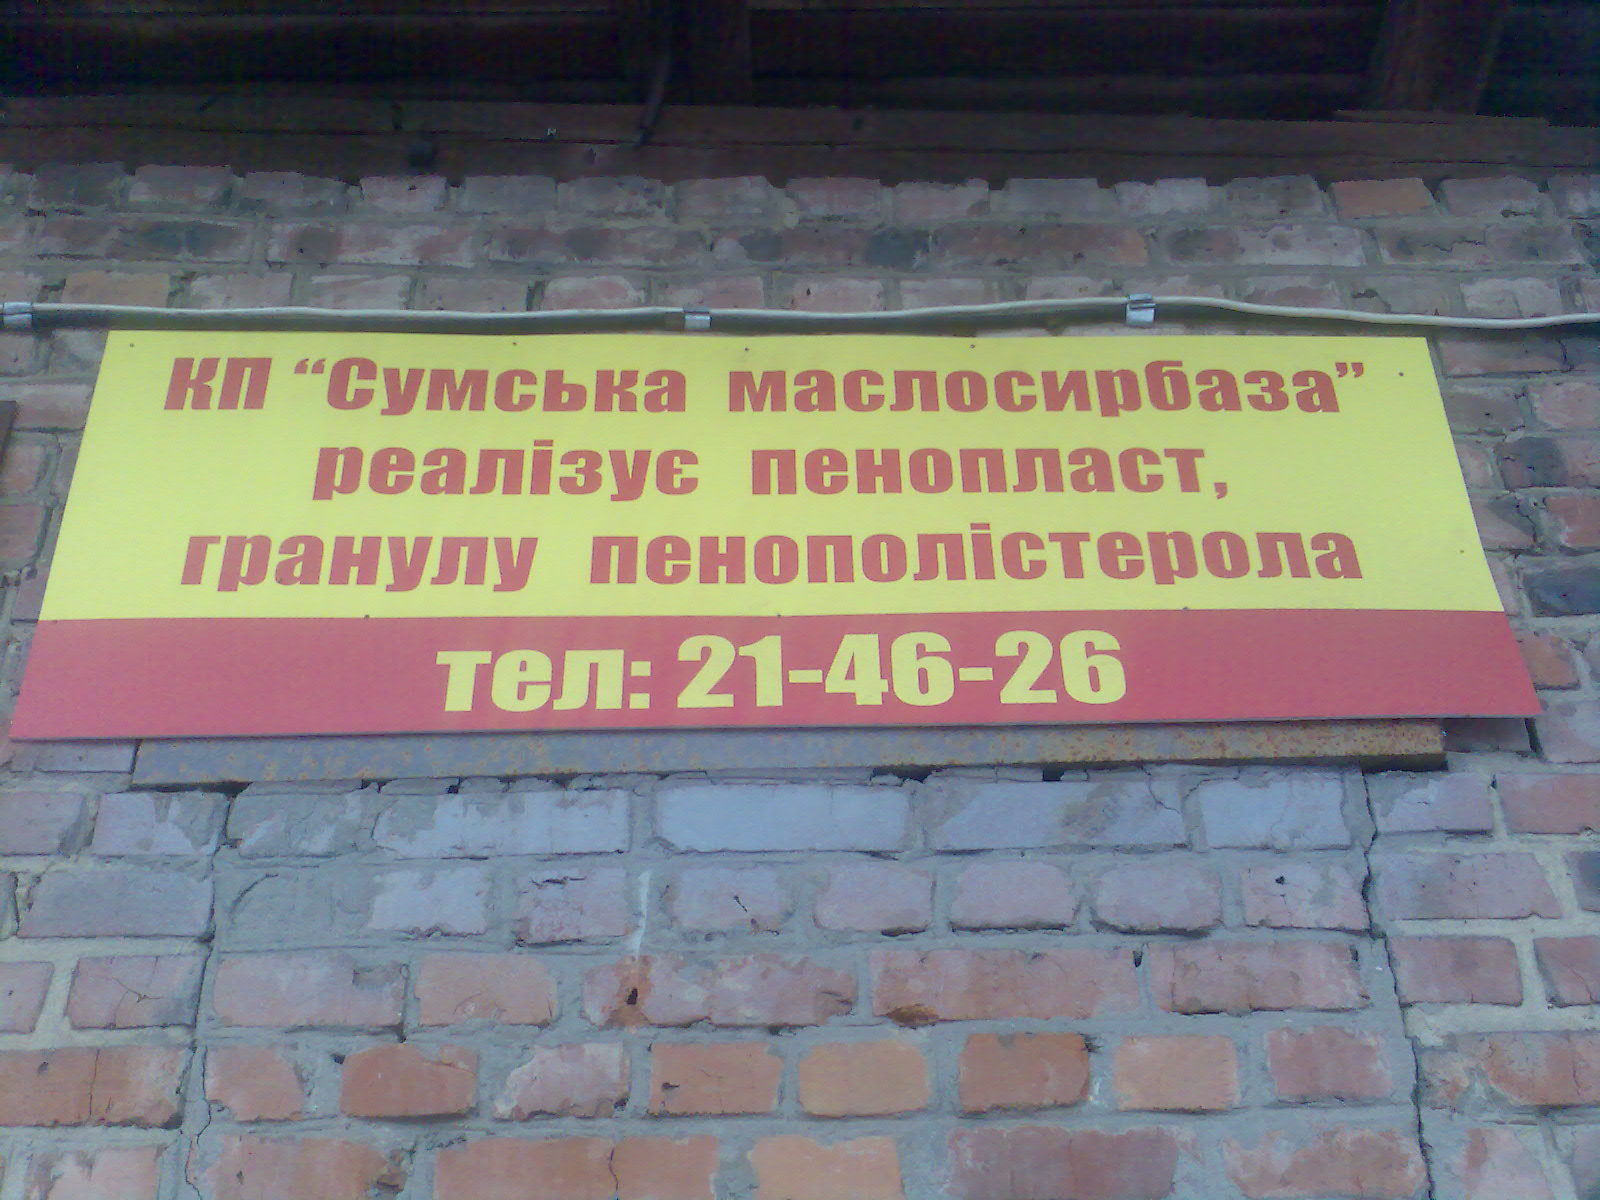 КП “Сумська маслосирбаза”
реалізує пенопласт,
гранулу пенополістерола
тел: 21-46-26